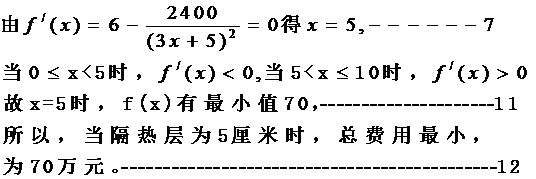 由f′(x) = 6 − 2400/(3x + 5)² = 0得x = 5,------7
当0 ≤ x<5时，f′(x) < 0,当5<x ≤ 10时，f′(x) > 0
故x=5时，f(x)有最小值70,---------------------11
所以，当隔热层为5厘米时，总费用最小，
为70万元。---------------------------------------------12